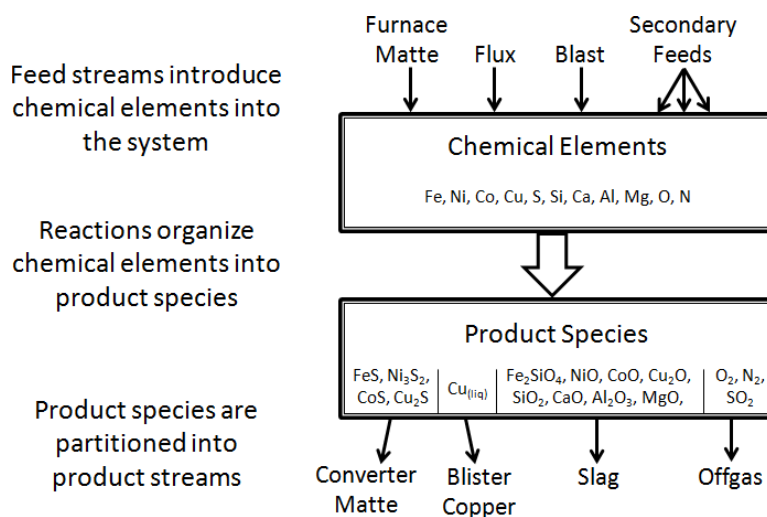 Feed streams introduce
chemical elements into
the system
Furnace
Matte
Flux
Blast
Secondary
Feeds
Chemical Elements
Fe, Ni, Co, Cu, S, Si, Ca, Al, Mg, O, N
Reactions organize
chemical elements into
product species
Product Species
FeS, Ni₃S₂,
CoS, Cu₂S
Cu₍liq₎
Fe₂SiO₄, NiO, CoO, Cu₂O,
SiO₂, CaO, Al₂O₃, MgO,
O₂, N₂,
SO₂
Product species are
partitioned into
product streams
Converter
Matte
Blister
Copper
Slag
Offgas